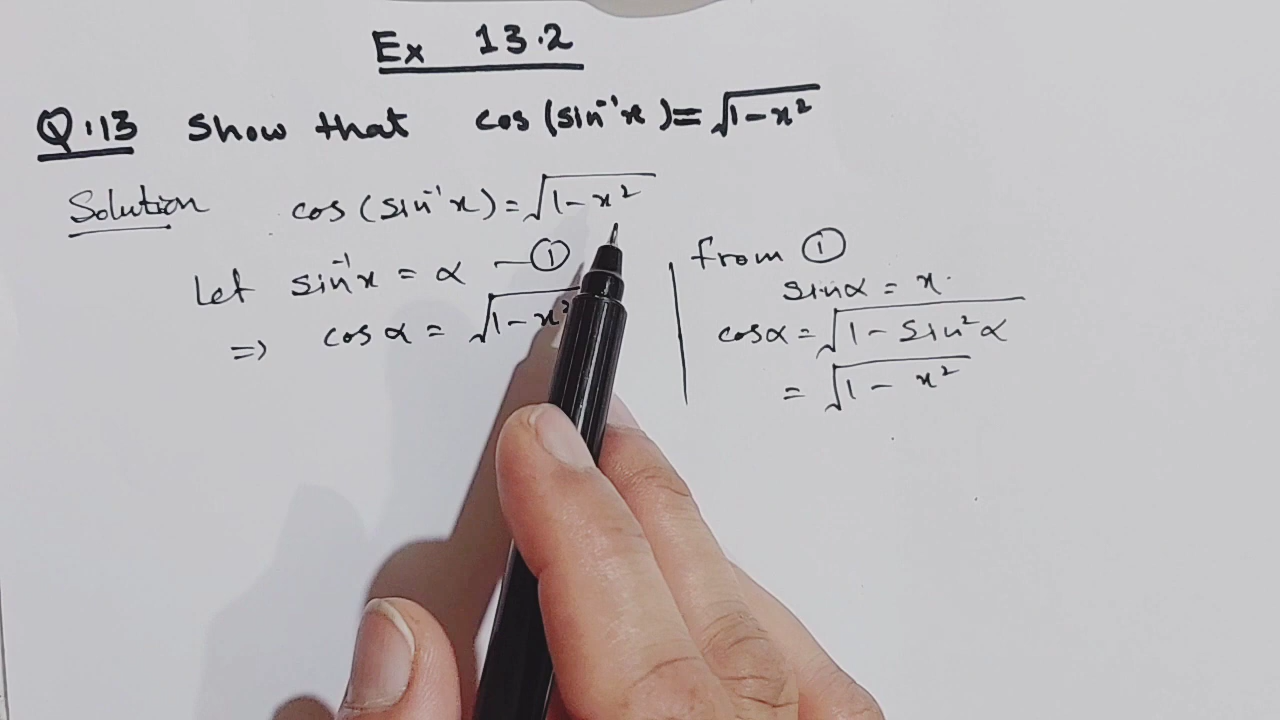 Ex 13.2
Q.13 Show that cos(sin⁻¹x) = √1-x²
Solution cos(sin⁻¹x) = √1-x²
Let sin⁻¹x = α — ①
⇒ cos α = √1-x²
from ①
sinα = x.
cosα = √1 - sin²α
= √1 - x²